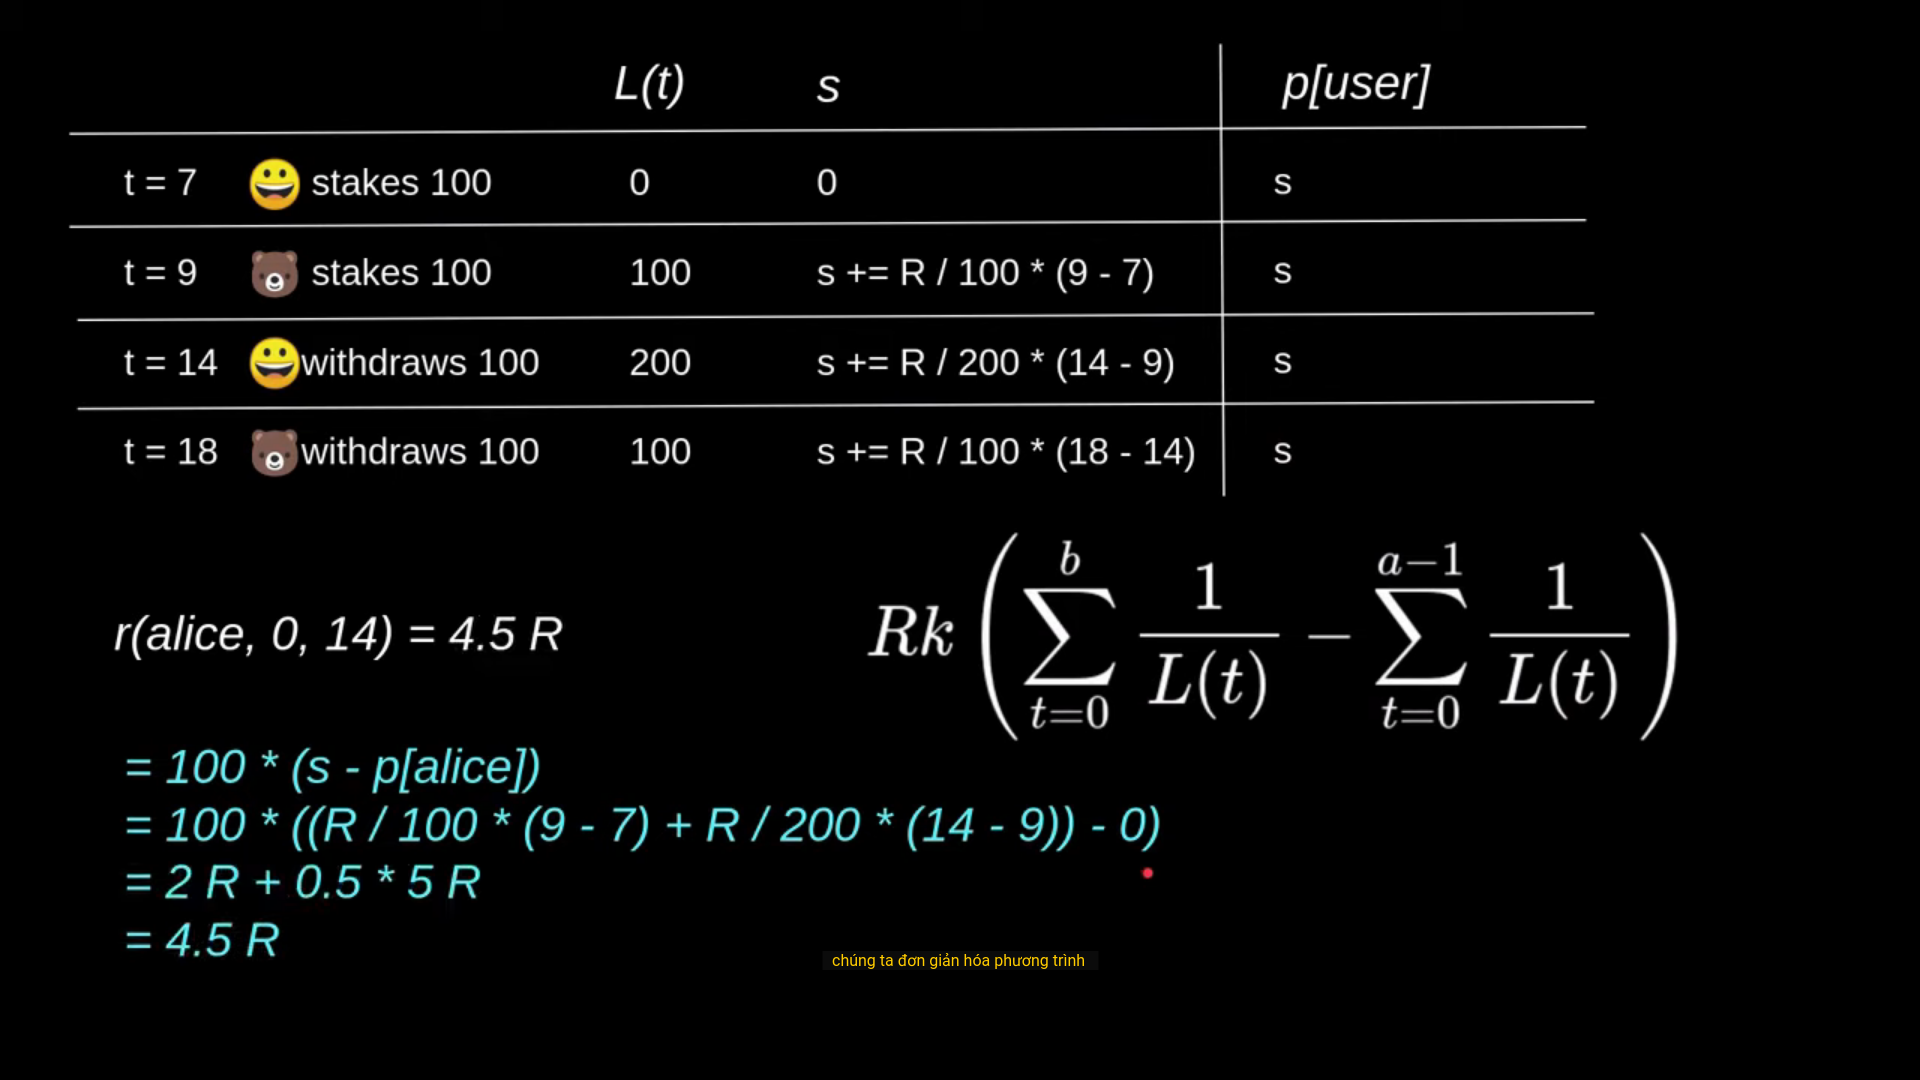 L(t) s p[user]
t = 7 😀 stakes 100 0 0 s
t = 9 🐻 stakes 100 100 s += R / 100 * (9 - 7) s
t = 14 😀 withdraws 100 200 s += R / 200 * (14 - 9) s
t = 18 🐻 withdraws 100 100 s += R / 100 * (18 - 14) s
r(alice, 0, 14) = 4.5 R
Rk \left( \sum_{t=0}^{b} \frac{1}{L(t)} - \sum_{t=0}^{a-1} \frac{1}{L(t)} \right)
= 100 * (s - p[alice])
= 100 * ((R / 100 * (9 - 7) + R / 200 * (14 - 9)) - 0)
= 2 R + 0.5 * 5 R
= 4.5 R
chúng ta đơn giản hóa phương trình